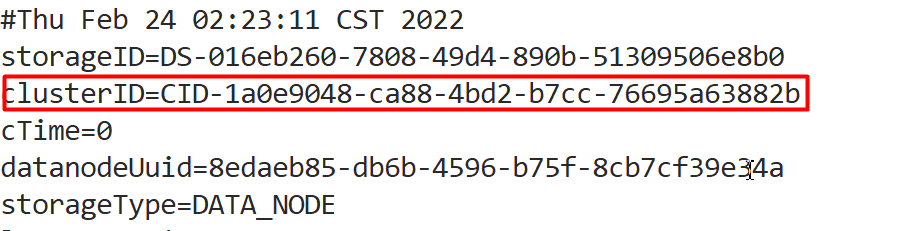 #Thu Feb 24 02:23:11 CST 2022
storageID=DS-016eb260-7808-49d4-890b-51309506e8b0
clusterID=CID-1a0e9048-ca88-4bd2-b7cc-76695a63882b
cTime=0
datanodeUuid=8edaeb85-db6b-4596-b75f-8cb7cf39e34a
storageType=DATA_NODE